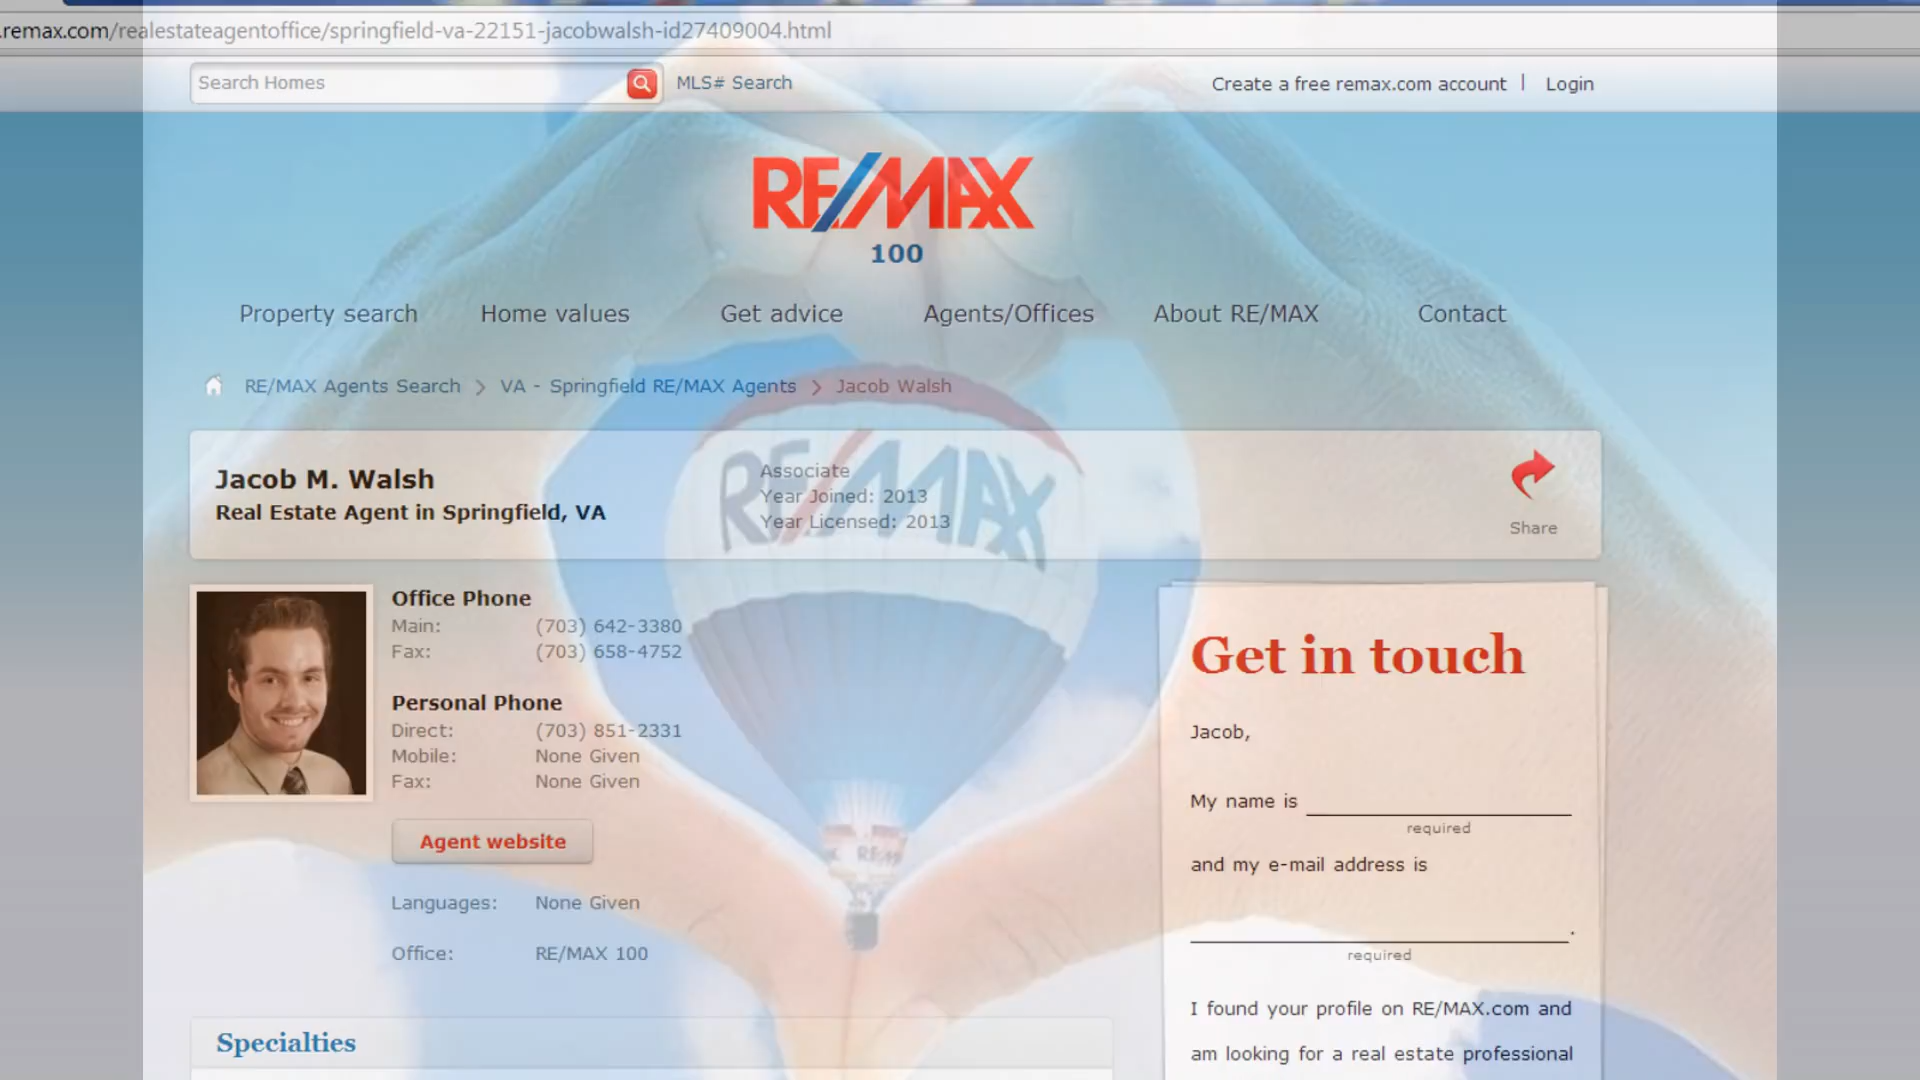 .remax.com/realestateagentoffice/springfield-va-22151-jacobwalsh-id27409004.html
Search Homes
MLS# Search
Create a free remax.com account | Login
RE/MAX
100
Property search
Home values
Get advice
Agents/Offices
About RE/MAX
Contact
RE/MAX Agents Search > VA - Springfield RE/MAX Agents > Jacob Walsh
Jacob M. Walsh
Real Estate Agent in Springfield, VA
Associate
Year Joined: 2013
Year Licensed: 2013
Share
RE/MAX
Office Phone
Main: (703) 642-3380
Fax: (703) 658-4752
Personal Phone
Direct: (703) 851-2331
Mobile: None Given
Fax: None Given
Agent website
Languages: None Given
Office: RE/MAX 100
Specialties
RE/MAX
Get in touch
Jacob,
My name is
required
and my e-mail address is
.
required
I found your profile on RE/MAX.com and
am looking for a real estate professional